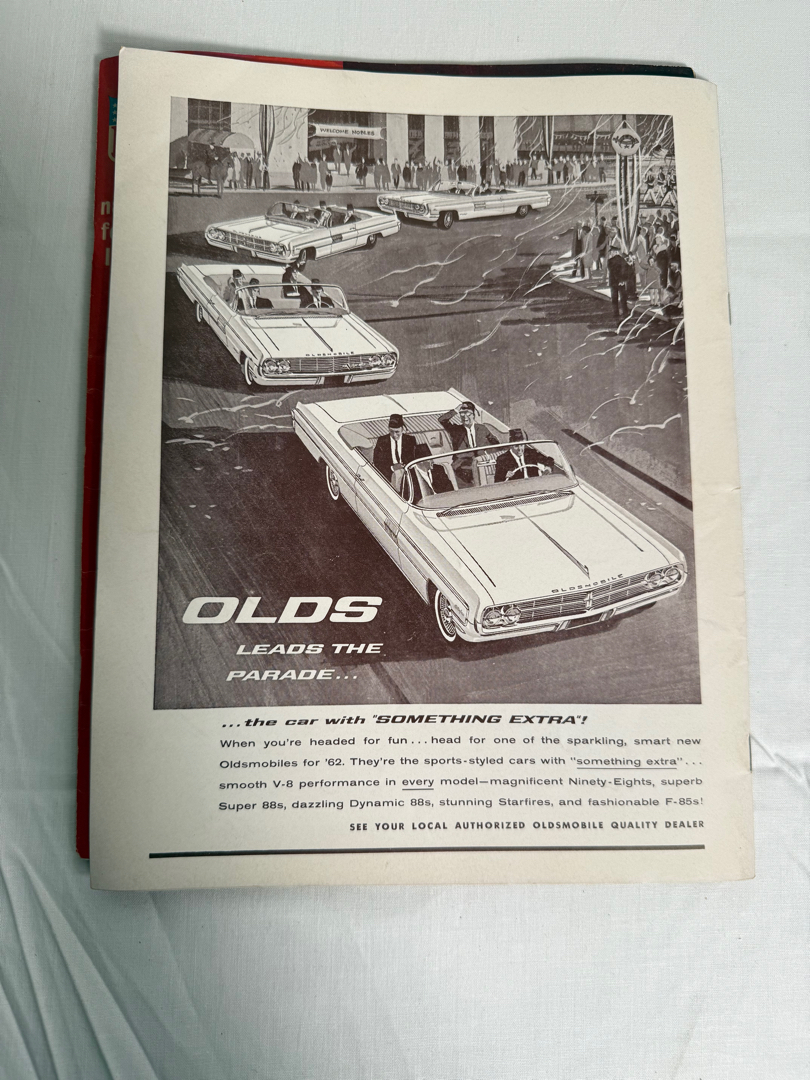 WELCOME NOBLES
OLDSMOBILE
OLDSMOBILE
OLDS
LEADS THE
PARADE...
...the car with "SOMETHING EXTRA"!
When you're headed for fun...head for one of the sparkling, smart new
Oldsmobiles for '62. They're the sports-styled cars with "something extra"...
smooth V-8 performance in every model—magnificent Ninety-Eights, superb
Super 88s, dazzling Dynamic 88s, stunning Starfires, and fashionable F-85s!
SEE YOUR LOCAL AUTHORIZED OLDSMOBILE QUALITY DEALER